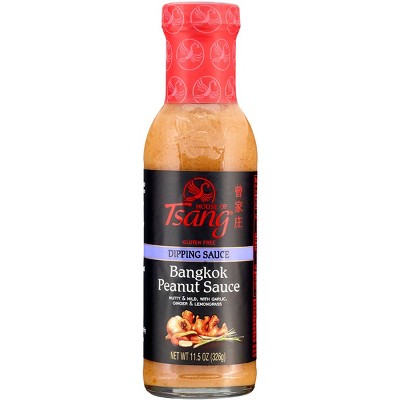 HOUSE OF
Tsang
曾家庄
GLUTEN FREE
DIPPING SAUCE
Bangkok
Peanut Sauce
NUTTY & MILD, WITH GARLIC,
GINGER & LEMONGRASS
NET WT 11.5 OZ (326g)